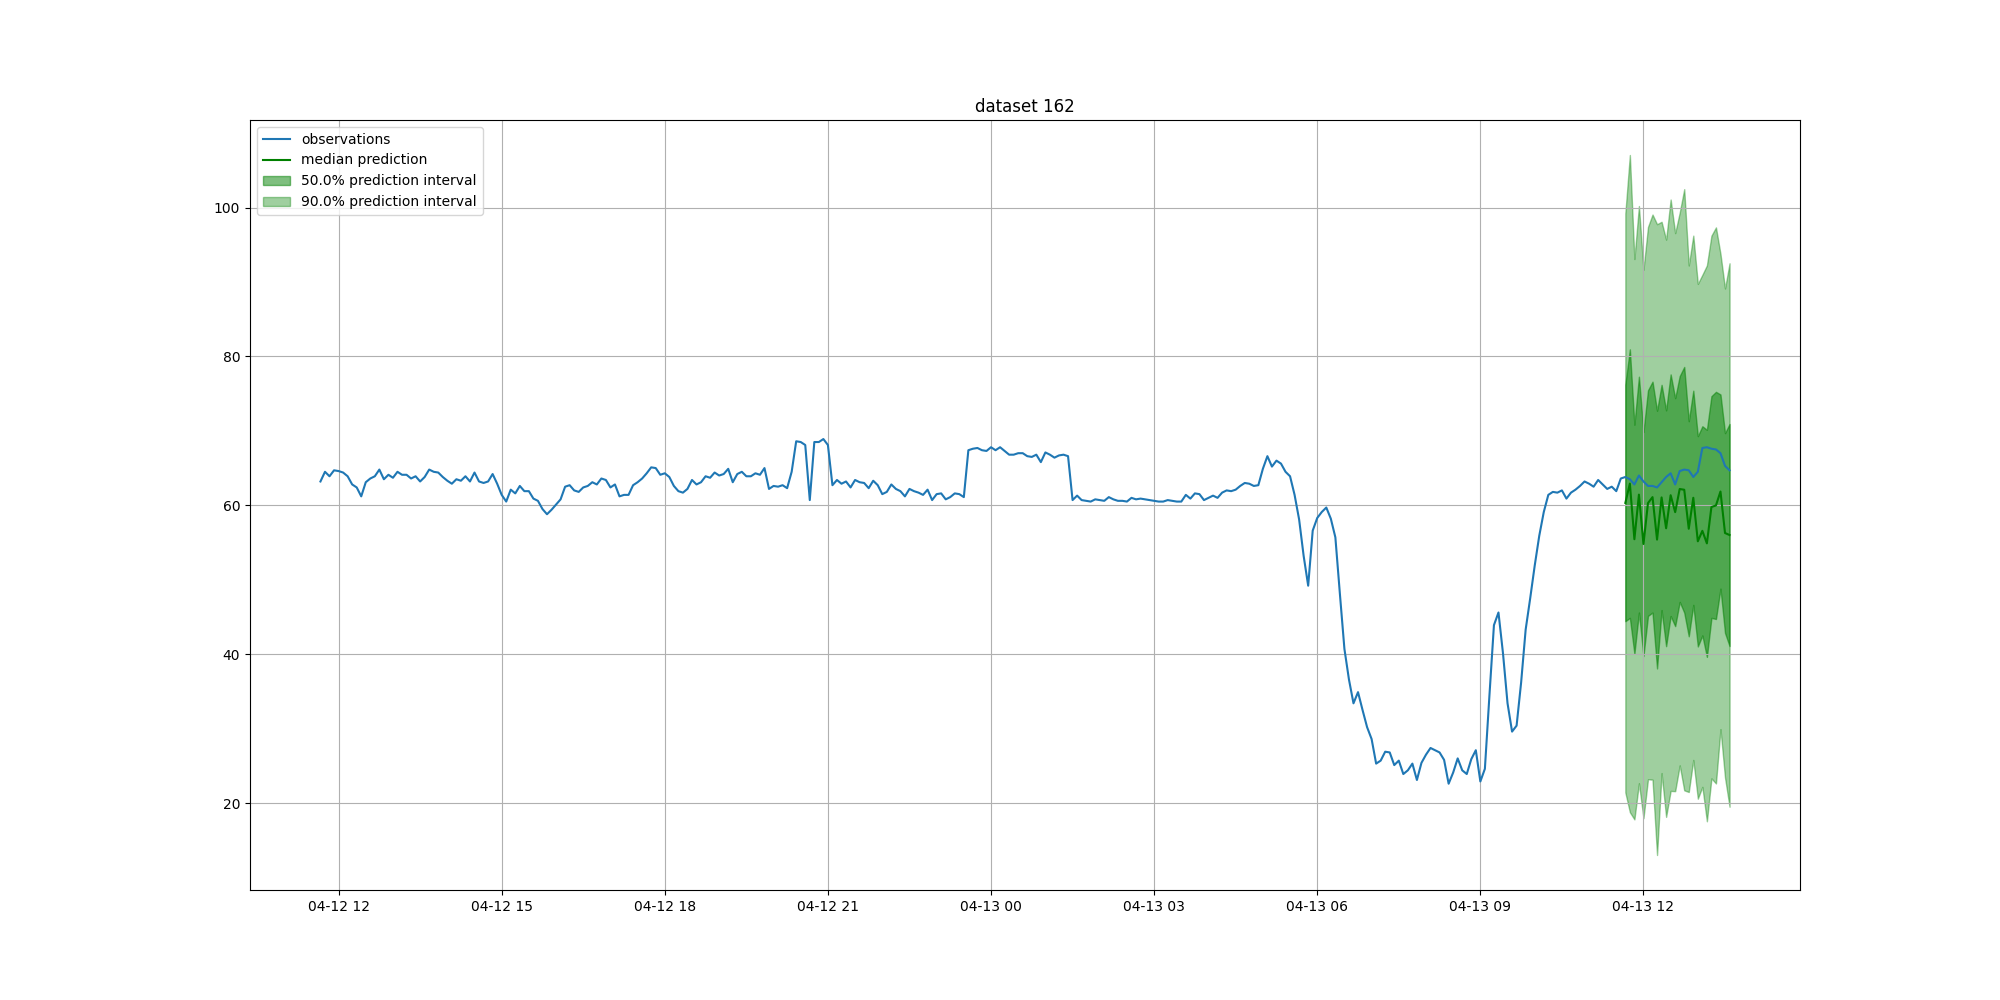 dataset 162
observations
median prediction
50.0% prediction interval
90.0% prediction interval
100
80
60
40
20
04-12 12
04-12 15
04-12 18
04-12 21
04-13 00
04-13 03
04-13 06
04-13 09
04-13 12